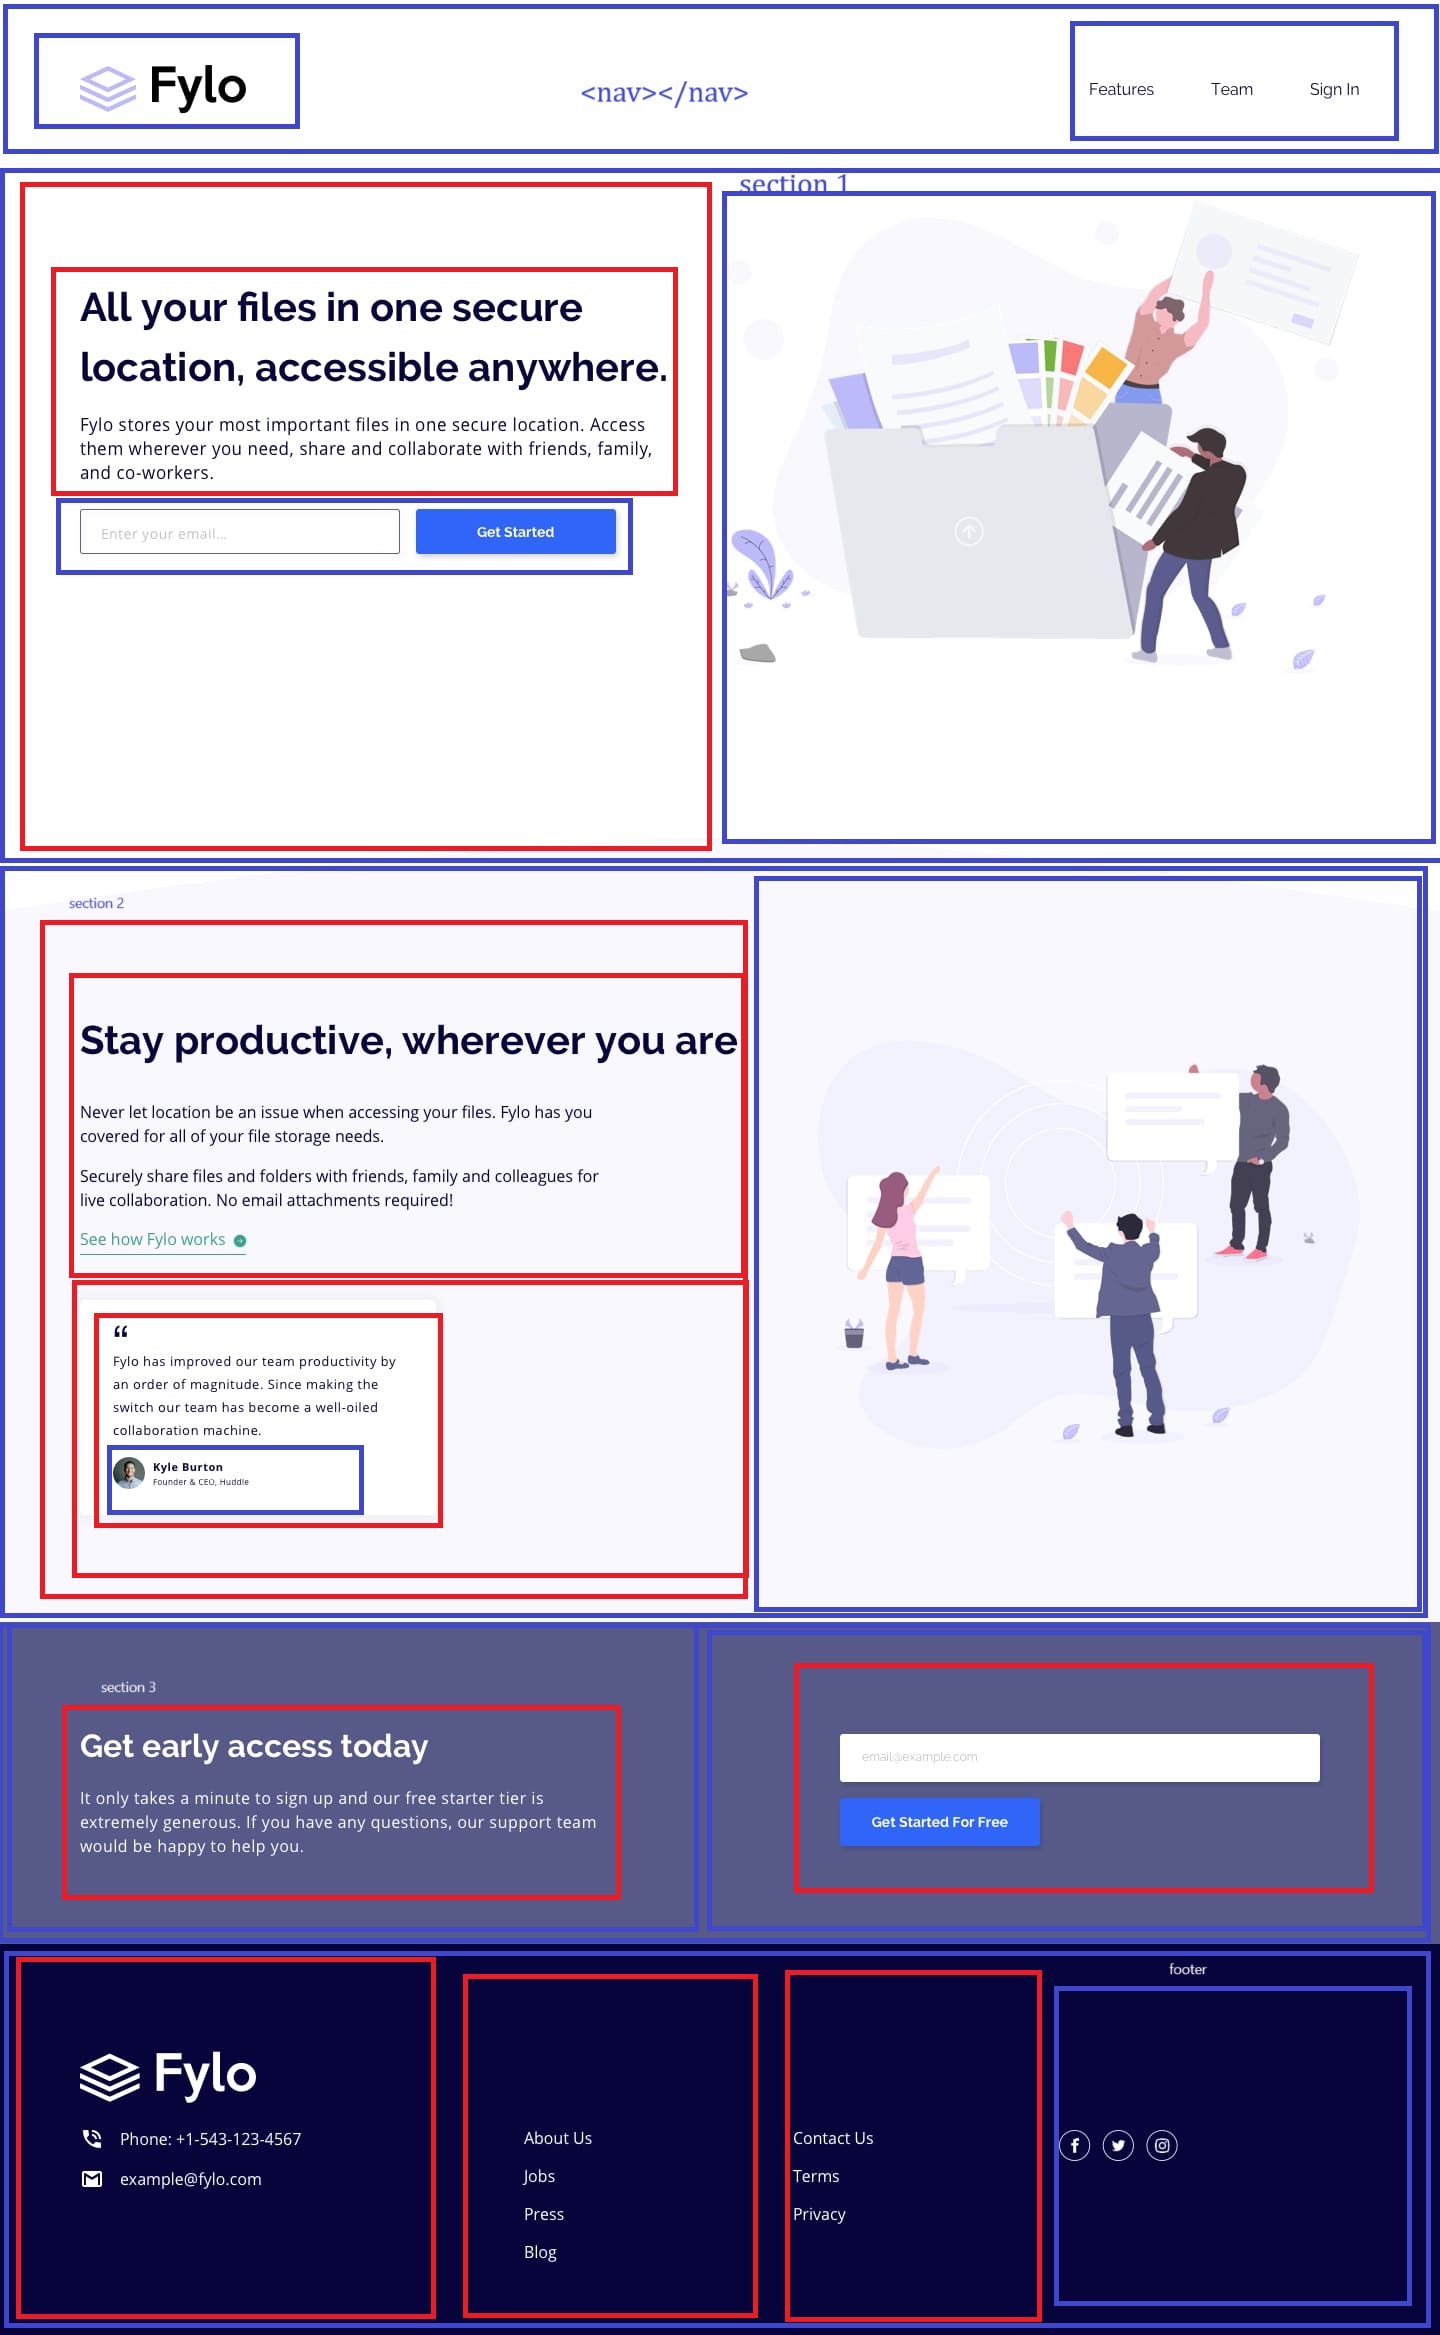 Fylo
<nav></nav>
Features
Team
Sign In
section 1
All your files in one secure
location, accessible anywhere.
Fylo stores your most important files in one secure location. Access
them wherever you need, share and collaborate with friends, family,
and co-workers.
Enter your email...
Get Started
section 2
Stay productive, wherever you are
Never let location be an issue when accessing your files. Fylo has you
covered for all of your file storage needs.
Securely share files and folders with friends, family and colleagues for
live collaboration. No email attachments required!
See how Fylo works
“
Fylo has improved our team productivity by
an order of magnitude. Since making the
switch our team has become a well-oiled
collaboration machine.
Kyle Burton
Founder & CEO, Huddle
section 3
Get early access today
It only takes a minute to sign up and our free starter tier is
extremely generous. If you have any questions, our support team
would be happy to help you.
email@example.com
Get Started For Free
footer
Fylo
Phone: +1-543-123-4567
example@fylo.com
About Us
Jobs
Press
Blog
Contact Us
Terms
Privacy